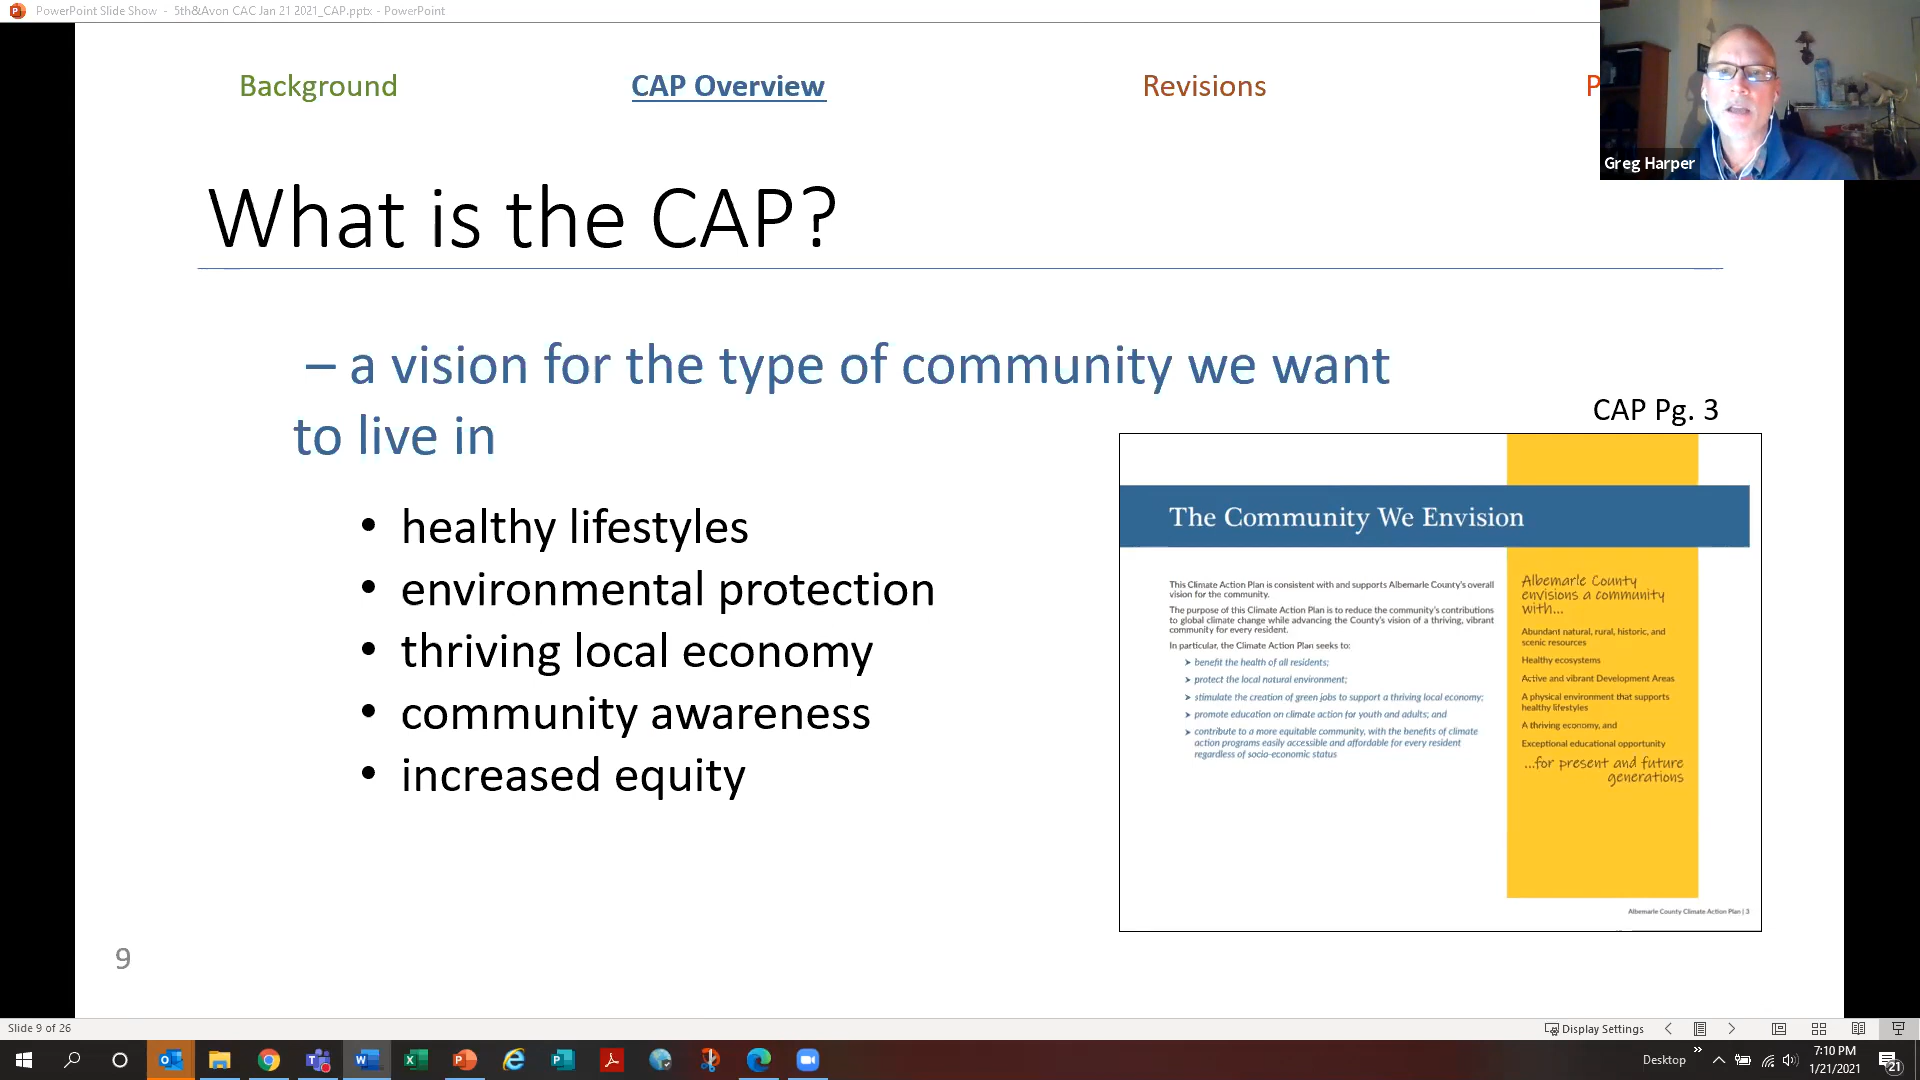 PowerPoint Slide Show - 5th&Avon CAC Jan 21 2021_CAP.pptx - PowerPoint
Background
CAP Overview
Revisions
P
Greg Harper
What is the CAP?
– a vision for the type of community we want
to live in
• healthy lifestyles
• environmental protection
• thriving local economy
• community awareness
• increased equity
CAP Pg. 3
The Community We Envision
This Climate Action Plan is consistent with and supports Albemarle County's overall
vision for the community.
The purpose of this Climate Action Plan is to reduce the community's contributions
to global climate change while advancing the County's vision of a thriving, vibrant
community for every resident.
In particular, the Climate Action Plan seeks to:
➤ benefit the health of all residents;
➤ protect the local natural environment;
➤ stimulate the creation of green jobs to support a thriving local economy;
➤ promote education on climate action for youth and adults; and
➤ contribute to a more equitable community, with the benefits of climate
action programs easily accessible and affordable for every resident
regardless of socio-economic status
Albemarle County
envisions a community
with...
Abundant natural, rural, historic, and
scenic resources
Healthy ecosystems
Active and vibrant Development Areas
A physical environment that supports
healthy lifestyles
A thriving economy, and
Exceptional educational opportunity
...for present and future
generations
Albemarle County Climate Action Plan | 3
9
Slide 9 of 26
Display Settings
Desktop
7:10 PM
1/21/2021
21